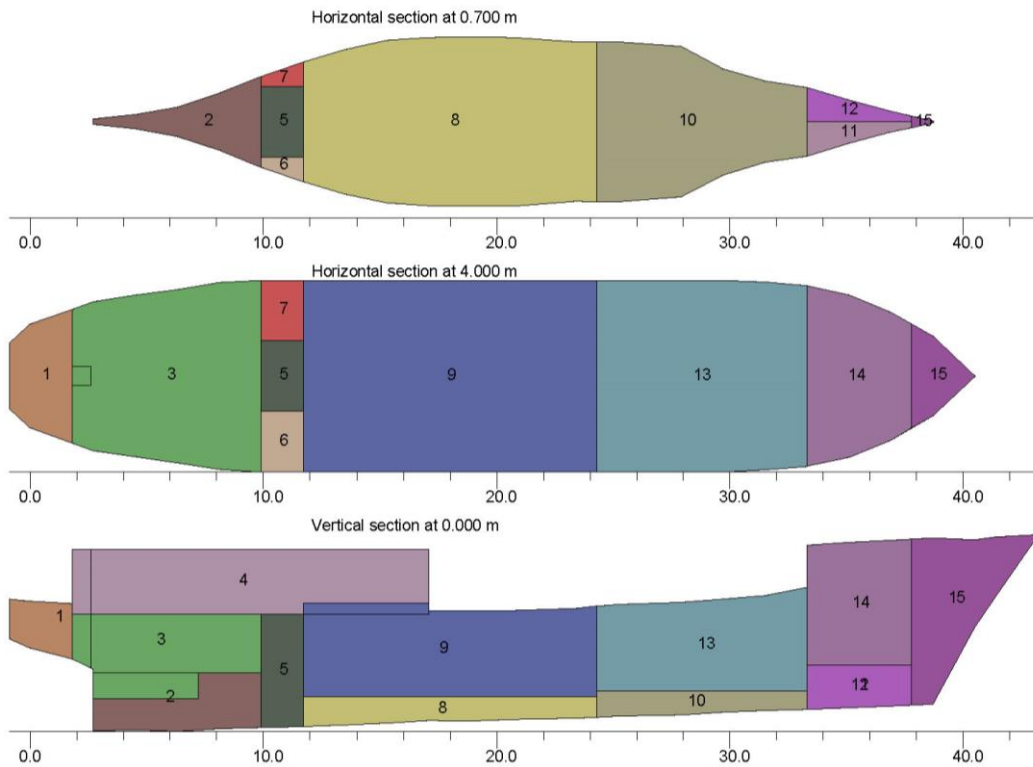 Horizontal section at 0.700 m
7
12
2 5 8 10 15
11
6
0.0 10.0 20.0 30.0 40.0
Horizontal section at 4.000 m
7
1 3 5 9 13 14 15
6
0.0 10.0 20.0 30.0 40.0
Vertical section at 0.000 m
4
1 14 15
3 9 13
5
2 12
8 10
0.0 10.0 20.0 30.0 40.0